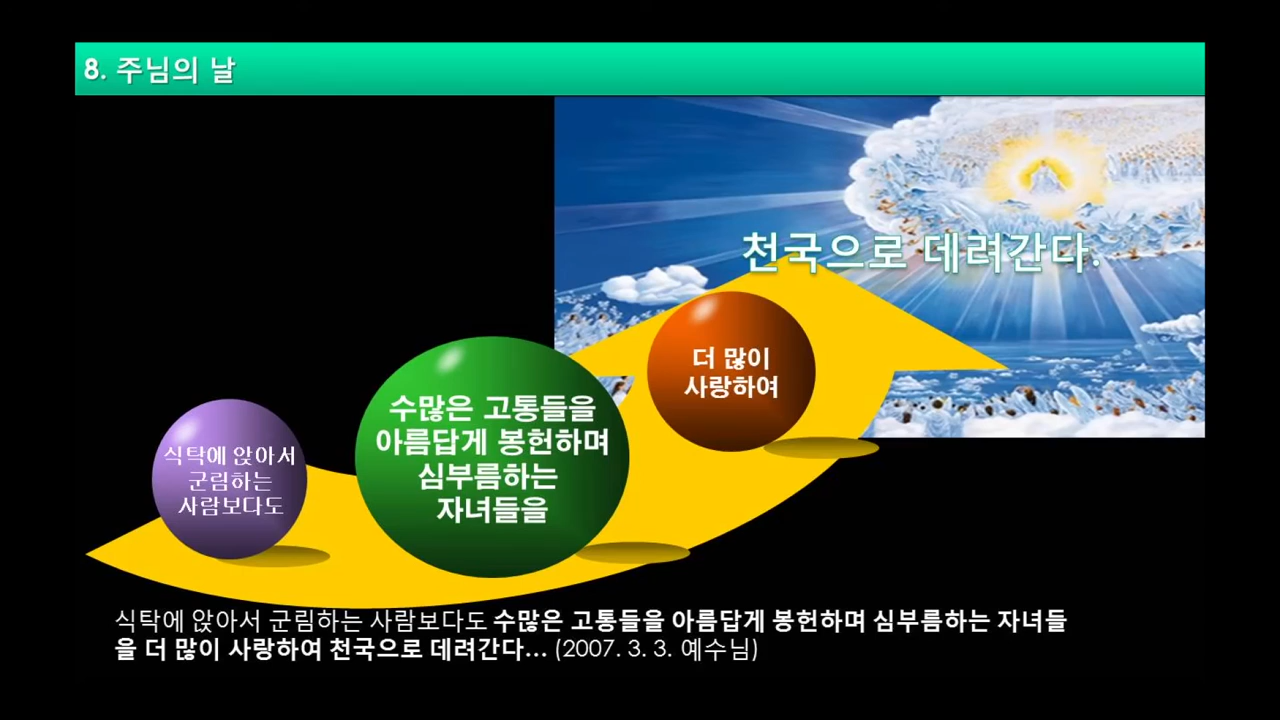 8. 주님의 날
천국으로 데려간다.
더 많이
사랑하여
수많은 고통들을
아름답게 봉헌하며
심부름하는
자녀들을
식탁에 앉아서
군림하는
사람보다도
식탁에 앉아서 군림하는 사람보다도 수많은 고통들을 아름답게 봉헌하며 심부름하는 자녀들
을 더 많이 사랑하여 천국으로 데려간다... (2007. 3. 3. 예수님)